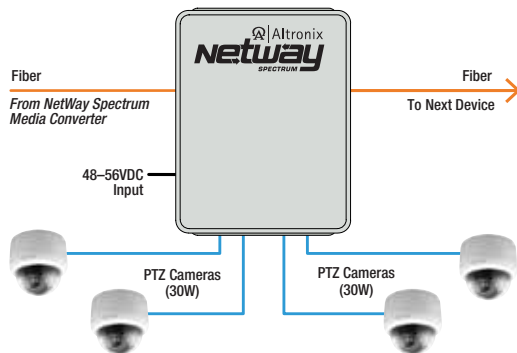 Altronix
Netway
SPECTRUM
Fiber
From NetWay Spectrum
Media Converter
Fiber
To Next Device
48–56VDC
Input
PTZ Cameras
(30W)
PTZ Cameras
(30W)